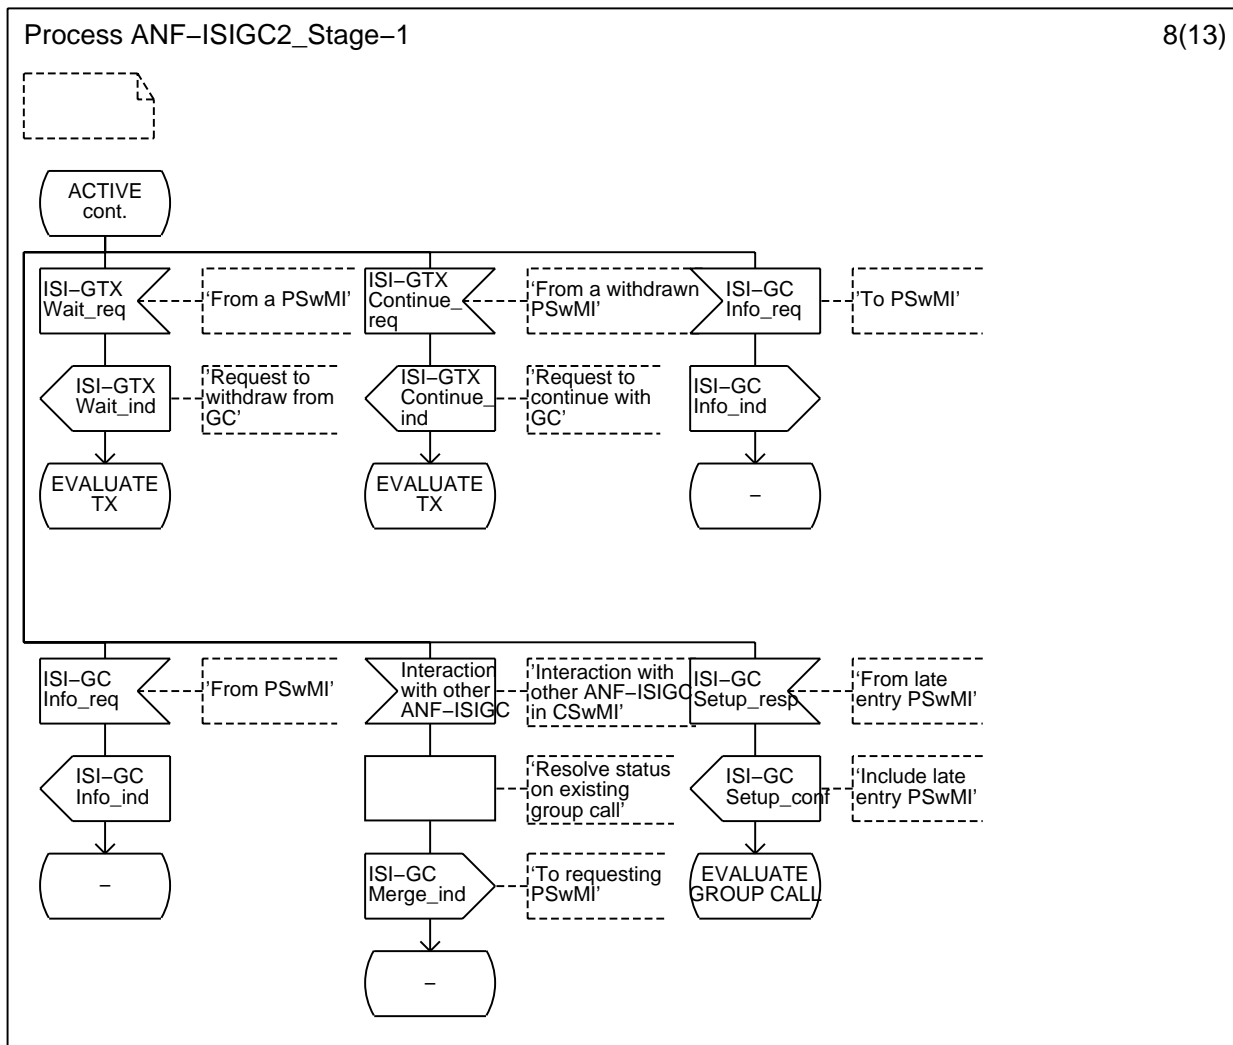 Process ANF−ISIGC2_Stage−1
8(13)
ACTIVE
cont.
ISI−GTX
Wait_req
'From a PSwMI'
ISI−GTX
Continue_
req
'From a withdrawn
PSwMI'
ISI−GC
Info_req
'To PSwMI'
ISI−GTX
Wait_ind
'Request to
withdraw from
GC'
ISI−GTX
Continue_
ind
'Request to
continue with
GC'
ISI−GC
Info_ind
EVALUATE
TX
EVALUATE
TX
−
ISI−GC
Info_req
'From PSwMI'
Interaction
with other
ANF−ISIGC
'Interaction with
other ANF−ISIGC
in CSwMI'
ISI−GC
Setup_resp
'From late
entry PSwMI'
ISI−GC
Info_ind
'Resolve status
on existing
group call'
ISI−GC
Setup_conf
'Include late
entry PSwMI'
−
ISI−GC
Merge_ind
'To requesting
PSwMI'
EVALUATE
GROUP CALL
−